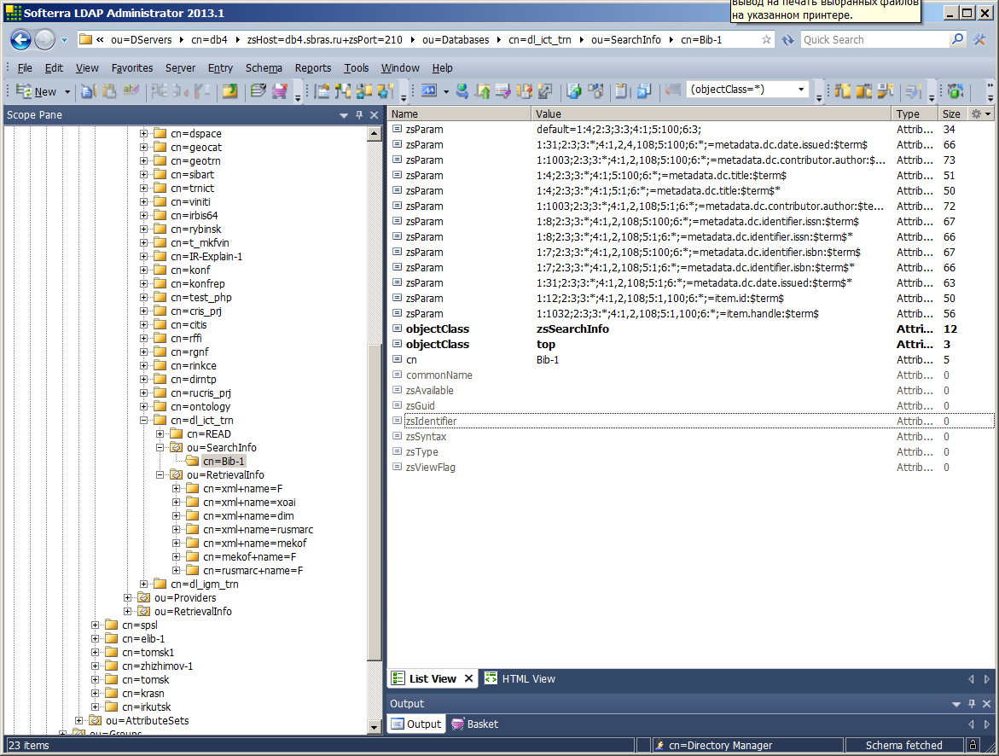 Softerra LDAP Administrator 2013.1
Вывод на печать выбранных файлов
на указанном принтере.
« ou=DServers cn=db4 zsHost=db4.sbras.ru+zsPort=210 ou=Databases cn=dl_ict_trn ou=SearchInfo cn=Bib-1 Quick Search
File Edit View Favorites Server Entry Schema Reports Tools Window Help
New (objectClass=*)
Scope Pane
cn=dspace
cn=geocat
cn=geotrn
cn=sibart
cn=trnict
cn=viniti
cn=irbis64
cn=rybinsk
cn=t_mkfvin
cn=IR-Explain-1
cn=konf
cn=konfrep
cn=test_php
cn=cris_prj
cn=citis
cn=rffi
cn=rgnf
cn=rinkce
cn=dirntp
cn=rucris_prj
cn=ontology
cn=dl_ict_trn
cn=READ
ou=SearchInfo
cn=Bib-1
ou=RetrievalInfo
cn=xml+name=F
cn=xml+name=xoai
cn=xml+name=dim
cn=xml+name=rusmarc
cn=xml+name=mekof
cn=mekof+name=F
cn=rusmarc+name=F
cn=dl_igm_trn
ou=Providers
ou=RetrievalInfo
cn=spsl
cn=elib-1
cn=tomsk1
cn=zhizhimov-1
cn=tomsk
cn=krasn
cn=irkutsk
ou=AttributeSets
ou=Groups
Name Value Type Size
zsParam default=1:4;2:3;3:3;4:1;5:100;6:3; Attrib... 34
zsParam 1:31;2:3;3:*;4:1,2,4,108;5:100;6:*;=metadata.dc.date.issued:$term$ Attrib... 66
zsParam 1:1003;2:3;3:*;4:1,2,108;5:100;6:*;=metadata.dc.contributor.author:$... Attrib... 73
zsParam 1:4;2:3;3:*;4:1;5:100;6:*;=metadata.dc.title:$term$ Attrib... 51
zsParam 1:4;2:3;3:*;4:1;5:1;6:*;=metadata.dc.title:$term$* Attrib... 50
zsParam 1:1003;2:3;3:*;4:1,2,108;5:1;6:*;=metadata.dc.contributor.author:$te... Attrib... 72
zsParam 1:8;2:3;3:*;4:1,2,108;5:100;6:*;=metadata.dc.identifier.issn:$term$ Attrib... 67
zsParam 1:8;2:3;3:*;4:1,2,108;5:1;6:*;=metadata.dc.identifier.issn:$term$* Attrib... 66
zsParam 1:7;2:3;3:*;4:1,2,108;5:100;6:*;=metadata.dc.identifier.isbn:$term$ Attrib... 67
zsParam 1:7;2:3;3:*;4:1,2,108;5:1;6:*;=metadata.dc.identifier.isbn:$term$* Attrib... 66
zsParam 1:31;2:3;3:*;4:1,2,108;5:1;6:*;=metadata.dc.date.issued:$term$* Attrib... 63
zsParam 1:12;2:3;3:*;4:1,2,108;5:1,100;6:*;=item.id:$term$ Attrib... 50
zsParam 1:1032;2:3;3:*;4:1,2,108;5:1,100;6:*;=item.handle:$term$ Attrib... 56
objectClass zsSearchInfo Attri... 12
objectClass top Attri... 3
cn Bib-1 Attrib... 5
commonName Attrib... 0
zsAvailable Attrib... 0
zsGuid Attrib... 0
zsIdentifier Attrib... 0
zsSyntax Attrib... 0
zsType Attrib... 0
zsViewFlag Attrib... 0
List View HTML View
Output
Output Basket
23 items cn=Directory Manager Schema fetched